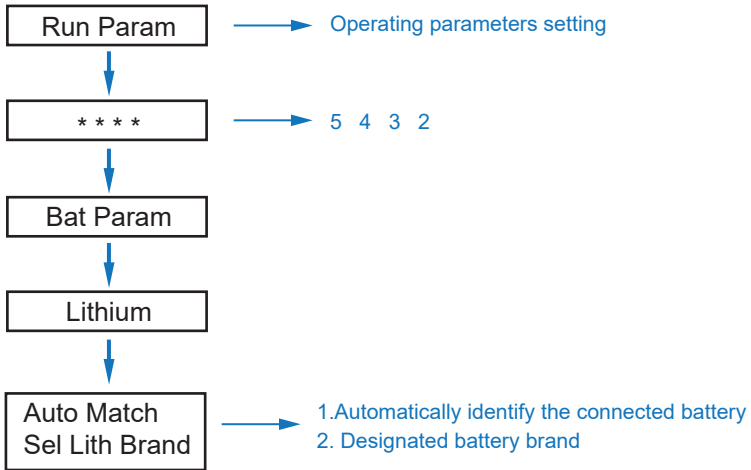 Run Param
Operating parameters setting
* * * *
5 4 3 2
Bat Param
Lithium
Auto Match
Sel Lith Brand
1.Automatically identify the connected battery
2. Designated battery brand